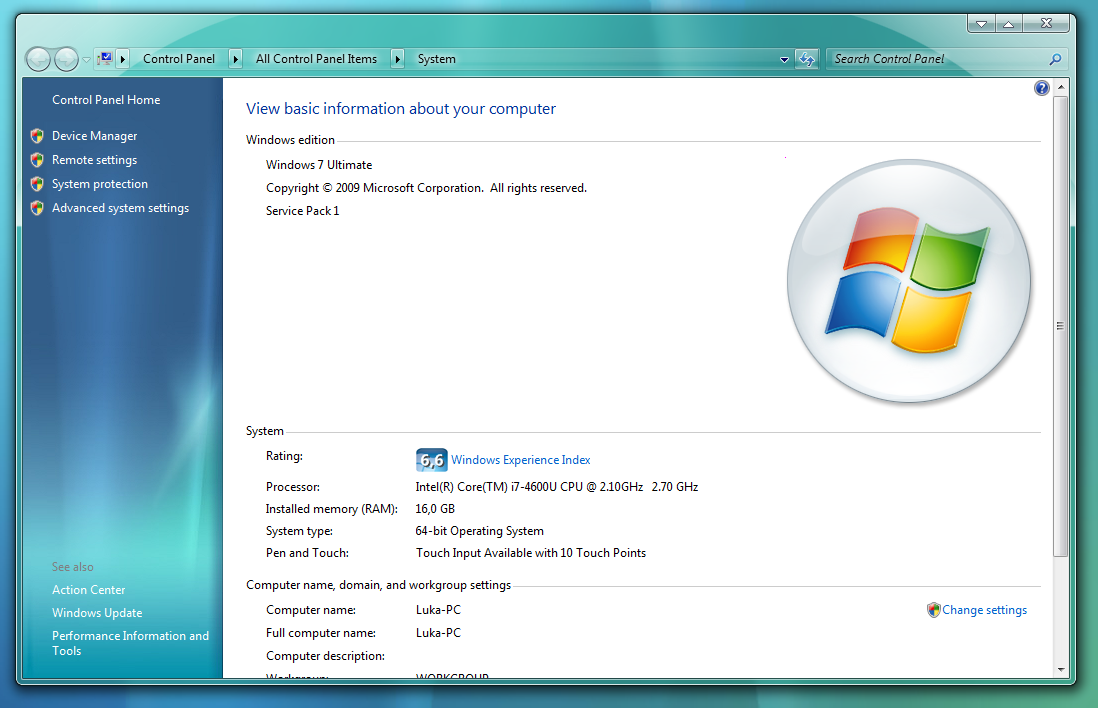 Control Panel
All Control Panel Items
System
Search Control Panel
Control Panel Home
Device Manager
Remote settings
System protection
Advanced system settings
See also
Action Center
Windows Update
Performance Information and
Tools
View basic information about your computer
Windows edition
Windows 7 Ultimate
Copyright © 2009 Microsoft Corporation.  All rights reserved.
Service Pack 1
System
Rating:
6,6 Windows Experience Index
Processor: Intel(R) Core(TM) i7-4600U CPU @ 2.10GHz   2.70 GHz
Installed memory (RAM): 16,0 GB
System type: 64-bit Operating System
Pen and Touch: Touch Input Available with 10 Touch Points
Computer name, domain, and workgroup settings
Computer name: Luka-PC
Change settings
Full computer name: Luka-PC
Computer description:
Workgroup: WORKGROUP